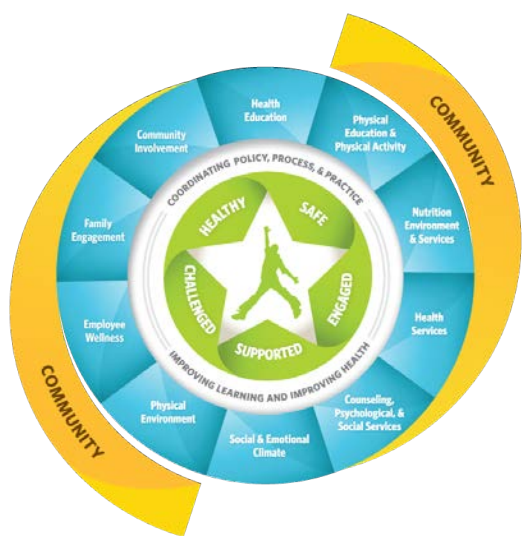 COMMUNITY
Health
Education
Physical
Education &
Physical Activity
Nutrition
Environment
& Services
Health
Services
Counseling,
Psychological, &
Social Services
Social & Emotional
Climate
Physical
Environment
Employee
Wellness
Family
Engagement
Community
Involvement
COORDINATING POLICY, PROCESS, & PRACTICE
IMPROVING LEARNING AND IMPROVING HEALTH
HEALTHY
SAFE
ENGAGED
SUPPORTED
CHALLENGED
COMMUNITY